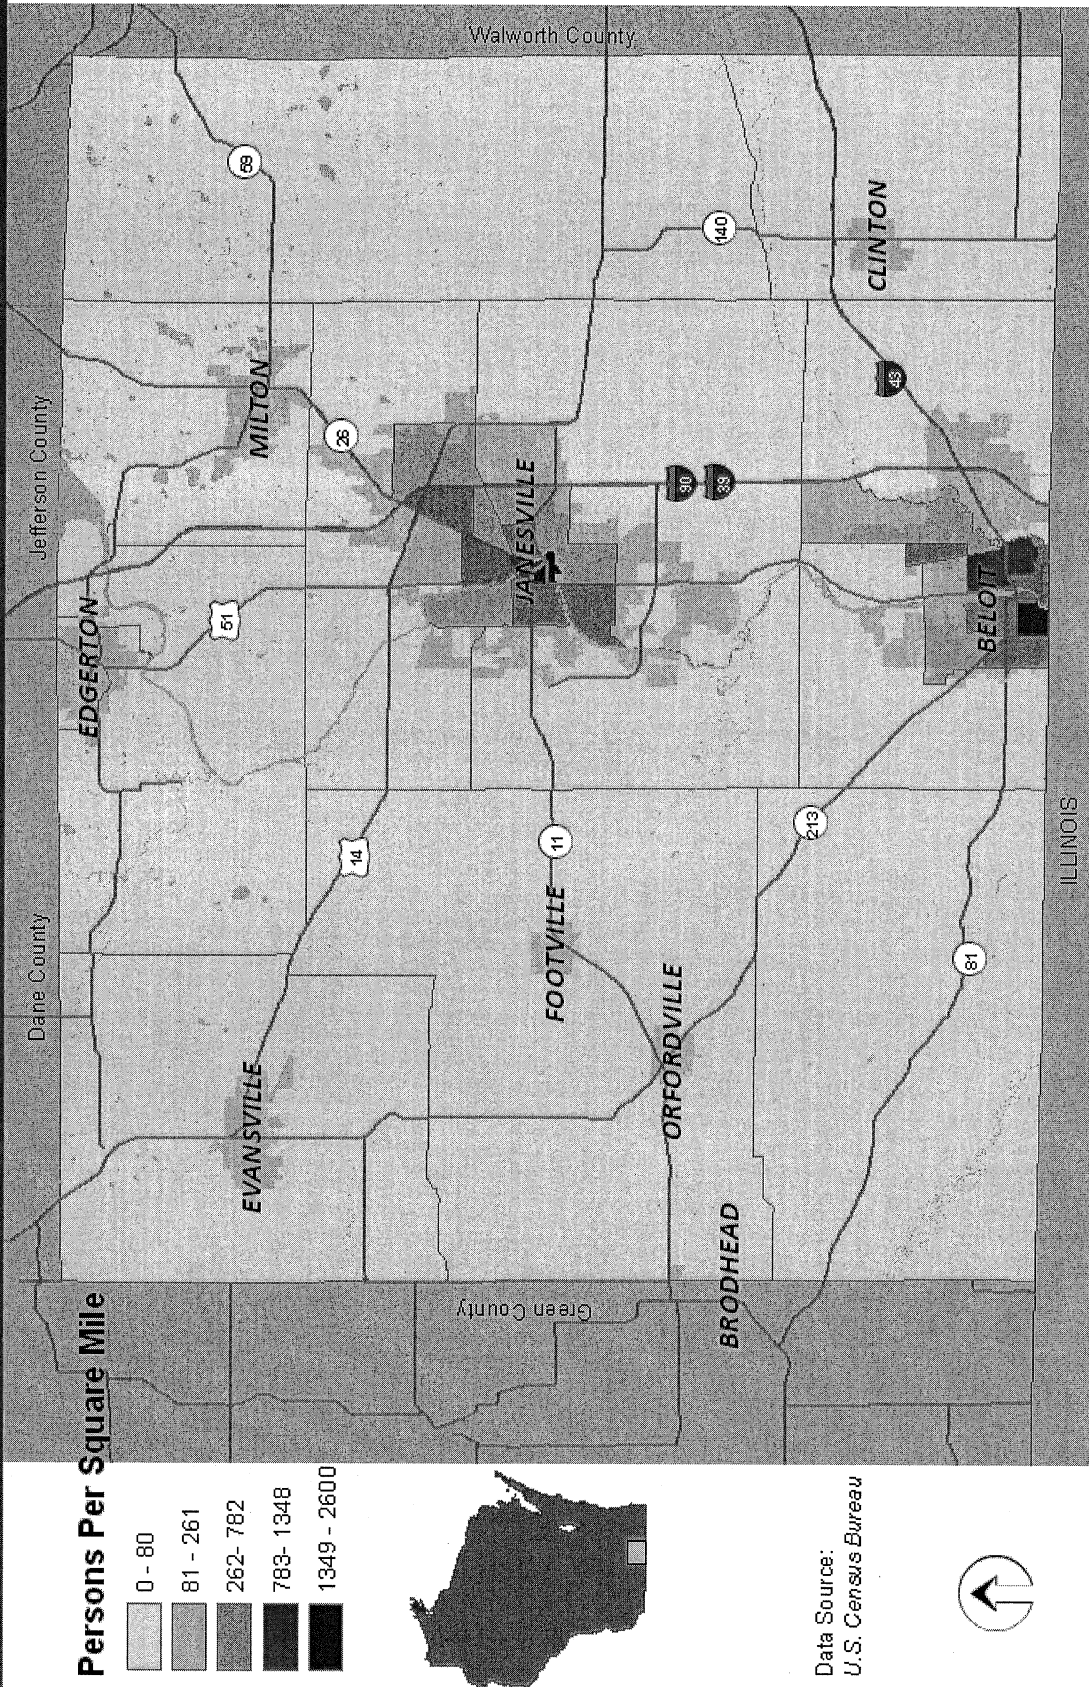 Persons Per Square Mile
0 - 80
81 - 261
262- 782
783- 1348
1349 - 2600
Data Source:
U.S. Census Bureau
Dane County
Jefferson County
Walworth County
Green County
ILLINOIS
EDGERTON
MILTON
EVANSVILLE
JANESVILLE
FOOTVILLE
ORFORDVILLE
BRODHEAD
BELOIT
CLINTON
59
26
51
14
11
140
90
39
43
213
81